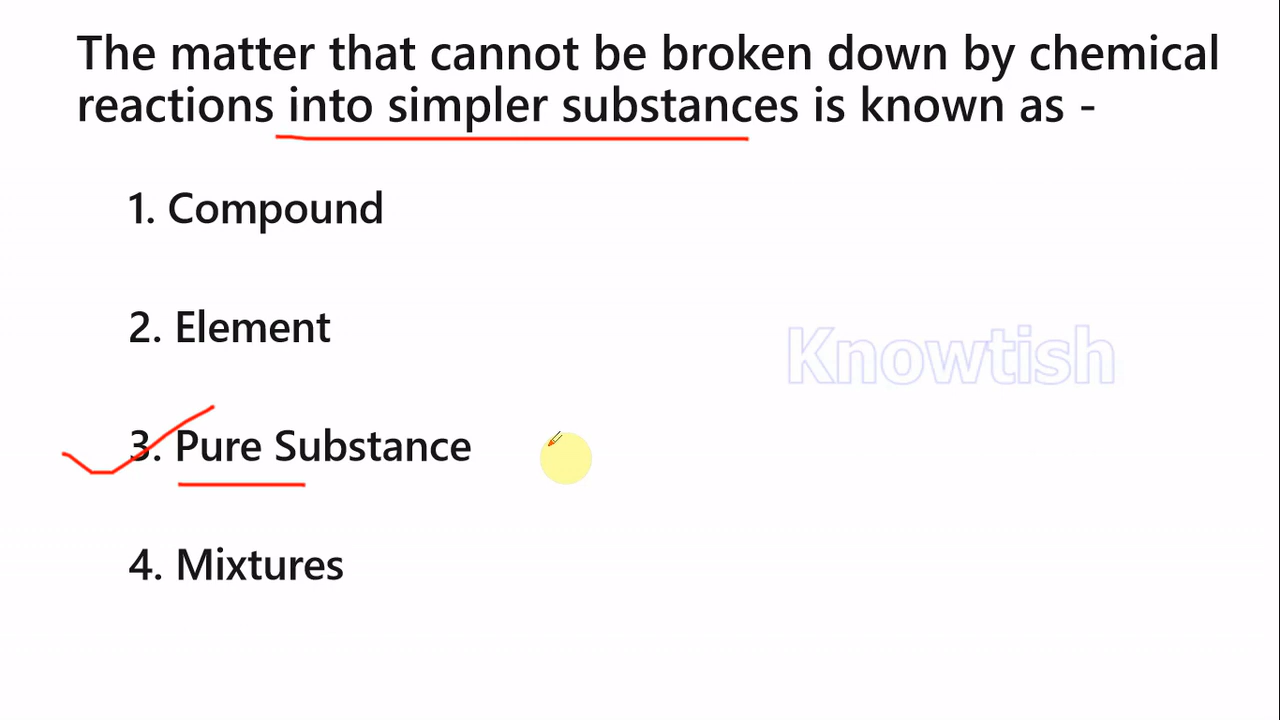 The matter that cannot be broken down by chemical
reactions into simpler substances is known as -
1. Compound
2. Element
Knowtish
3. Pure Substance
4. Mixtures